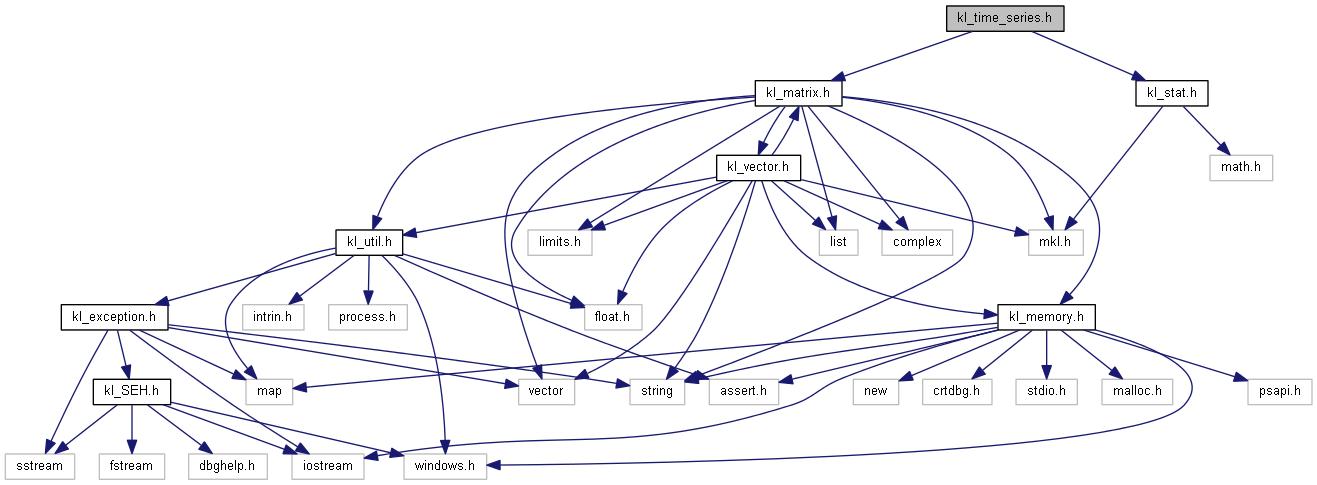 kl_time_series.h
kl_matrix.h
kl_stat.h
kl_vector.h
math.h
kl_util.h
limits.h
list
complex
mkl.h
kl_exception.h
intrin.h
process.h
float.h
kl_memory.h
kl_SEH.h
map
vector
string
assert.h
new
crtdbg.h
stdio.h
malloc.h
psapi.h
sstream
fstream
dbghelp.h
iostream
windows.h